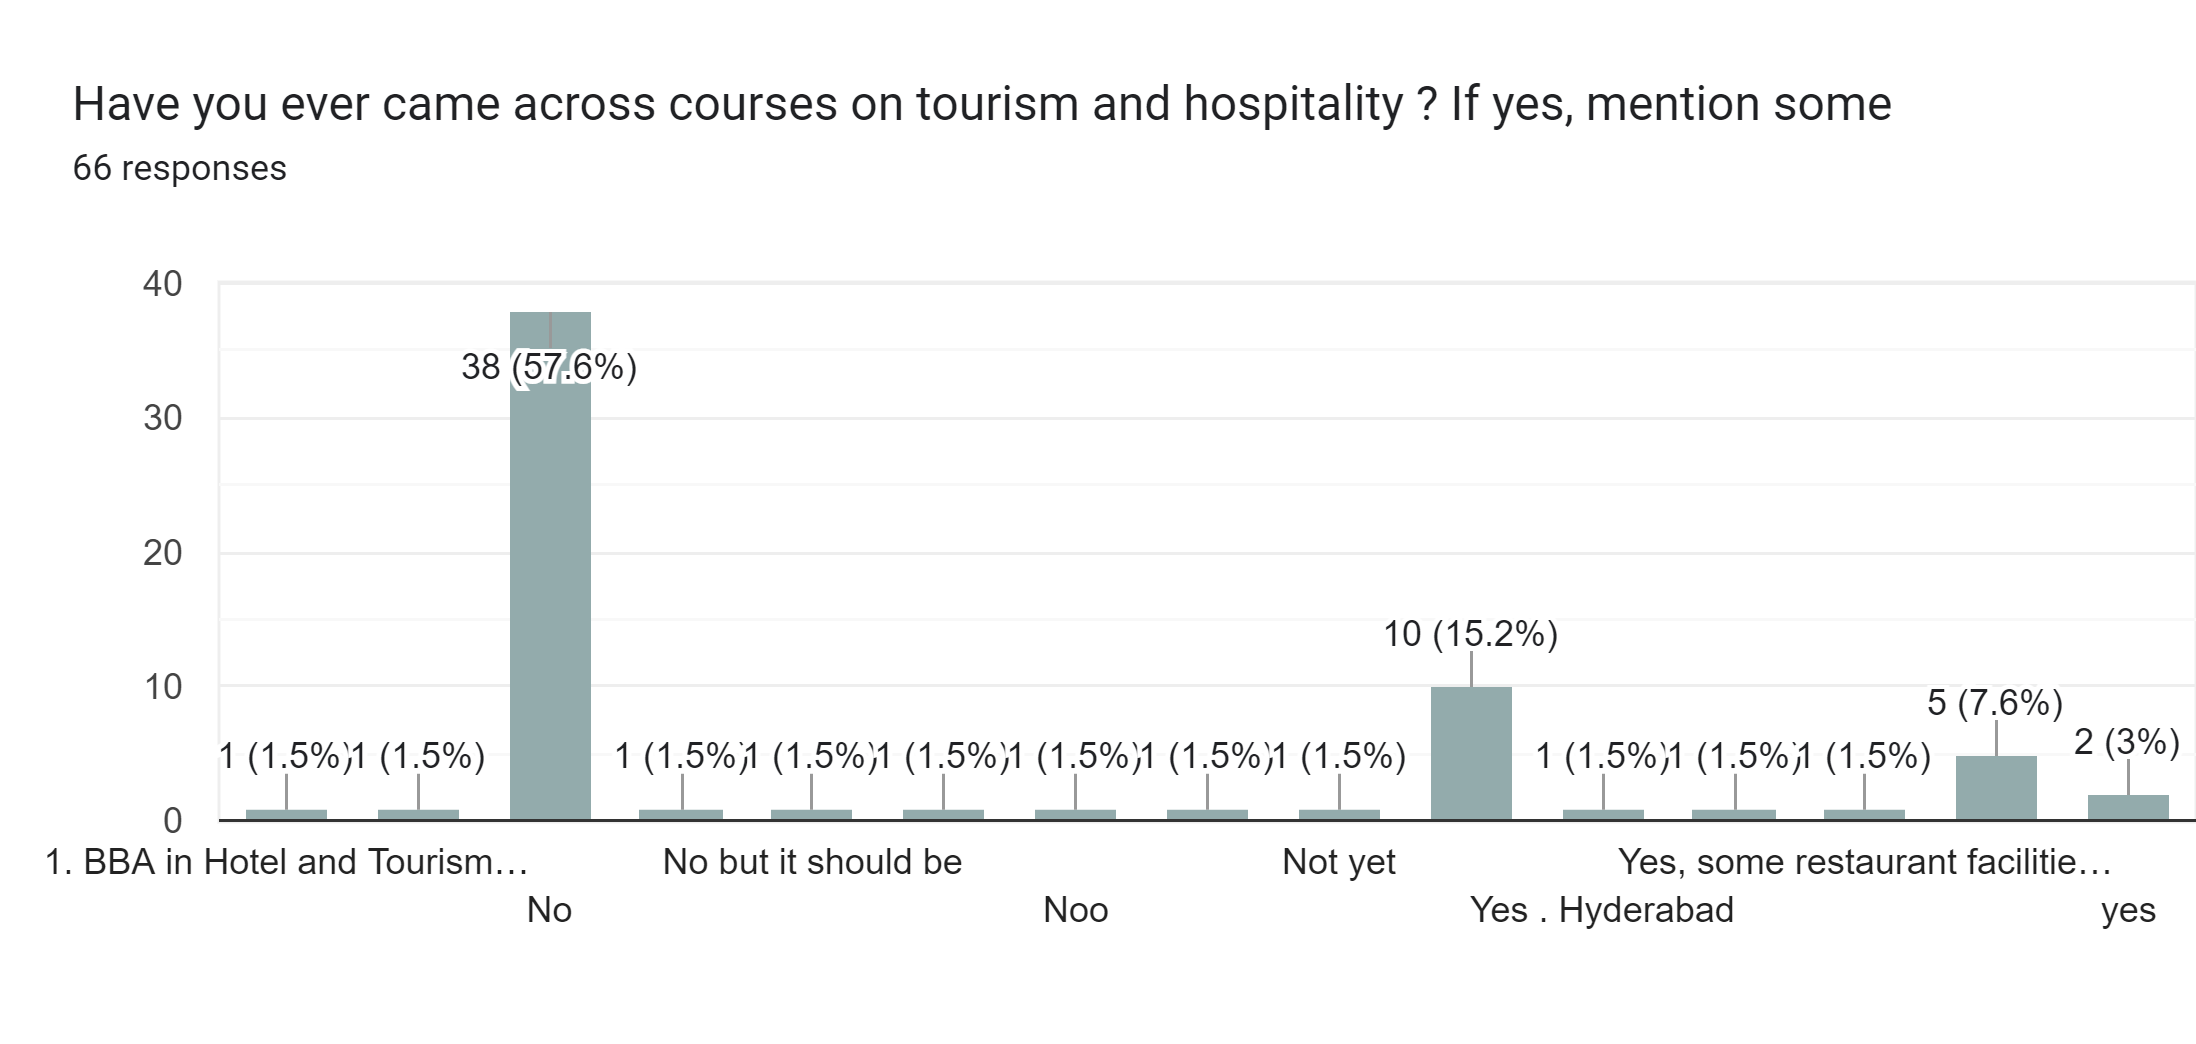 Have you ever came across courses on tourism and hospitality ? If yes, mention some
66 responses
40
30
20
10
0
38 (57.6%)
10 (15.2%)
5 (7.6%)
2 (3%)
1 (1.5%) 1 (1.5%) 1 (1.5%) 1 (1.5%) 1 (1.5%) 1 (1.5%) 1 (1.5%) 1 (1.5%) 1 (1.5%) 1 (1.5%) 1 (1.5%)
1. BBA in Hotel and Tourism… No but it should be Not yet Yes, some restaurant facilitie…
No Noo Yes . Hyderabad yes